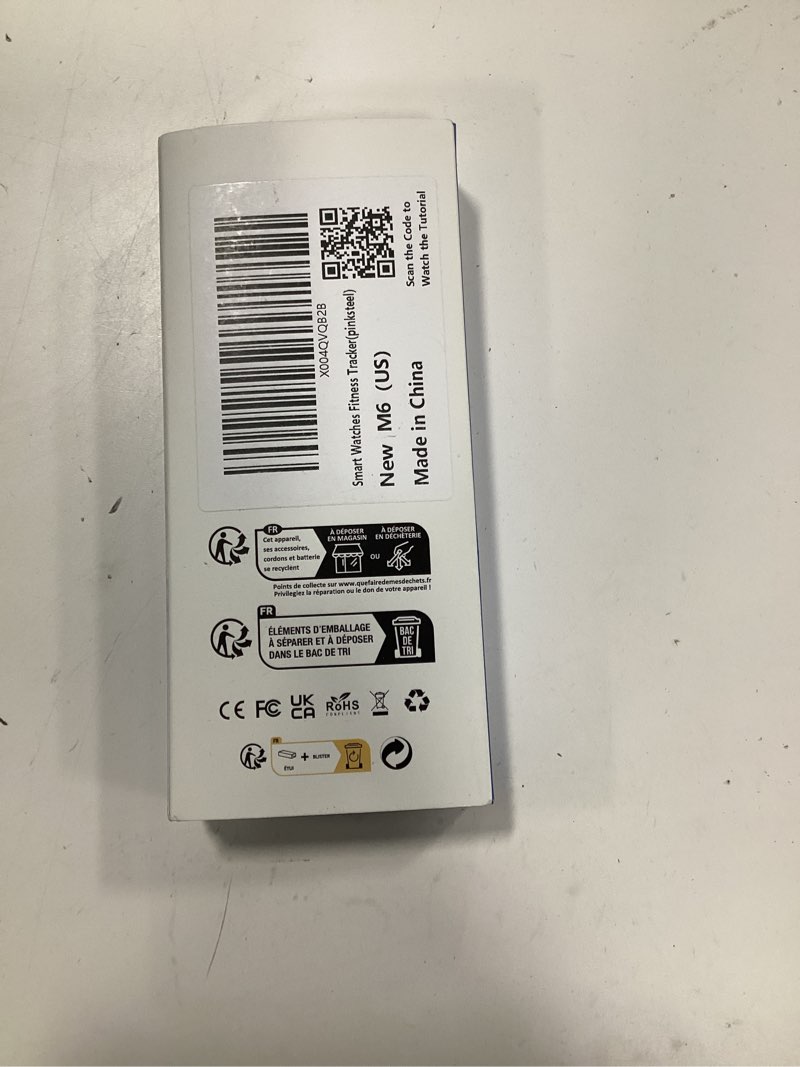 X004QVQB2B
Smart Watches Fitness Tracker(pinksteel)
New M6 (US)
Made in China
Scan the Code to
Watch the Tutorial
FR
Cet appareil,
ses accessoires,
cordons et batterie
se recyclent
À DÉPOSER
EN MAGASIN
OU
À DÉPOSER
EN DÉCHÈTERIE
Points de collecte sur www.quefairedemesdechets.fr
Privilégiez la réparation ou le don de votre appareil !
FR
ÉLÉMENTS D'EMBALLAGE
À SÉPARER ET À DÉPOSER
DANS LE BAC DE TRI
BAC
DE
TRI
CE FC UK
CA
RoHS
COMPLIANT
FR
ÉTUI
+
BLISTER